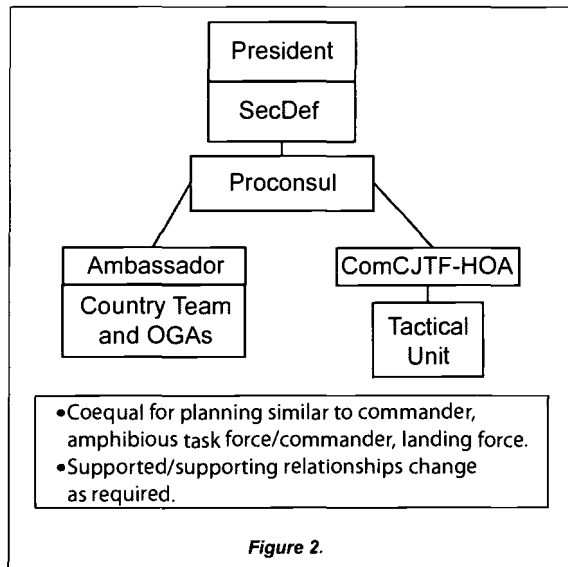 President
SecDef
Proconsul
Ambassador
Country Team
and OGAs
ComCJTF-HOA
Tactical
Unit
•Coequal for planning similar to commander,
amphibious task force/commander, landing force.
•Supported/supporting relationships change
as required.
Figure 2.